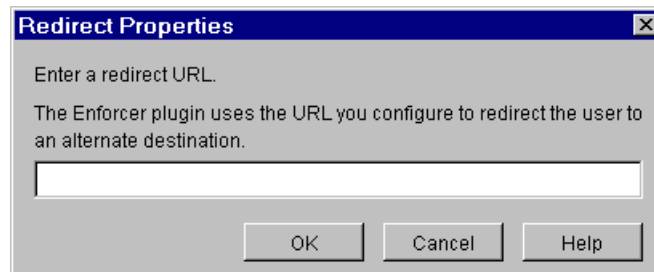 Redirect Properties
Enter a redirect URL.
The Enforcer plugin uses the URL you configure to redirect the user to
an alternate destination.
OK Cancel Help